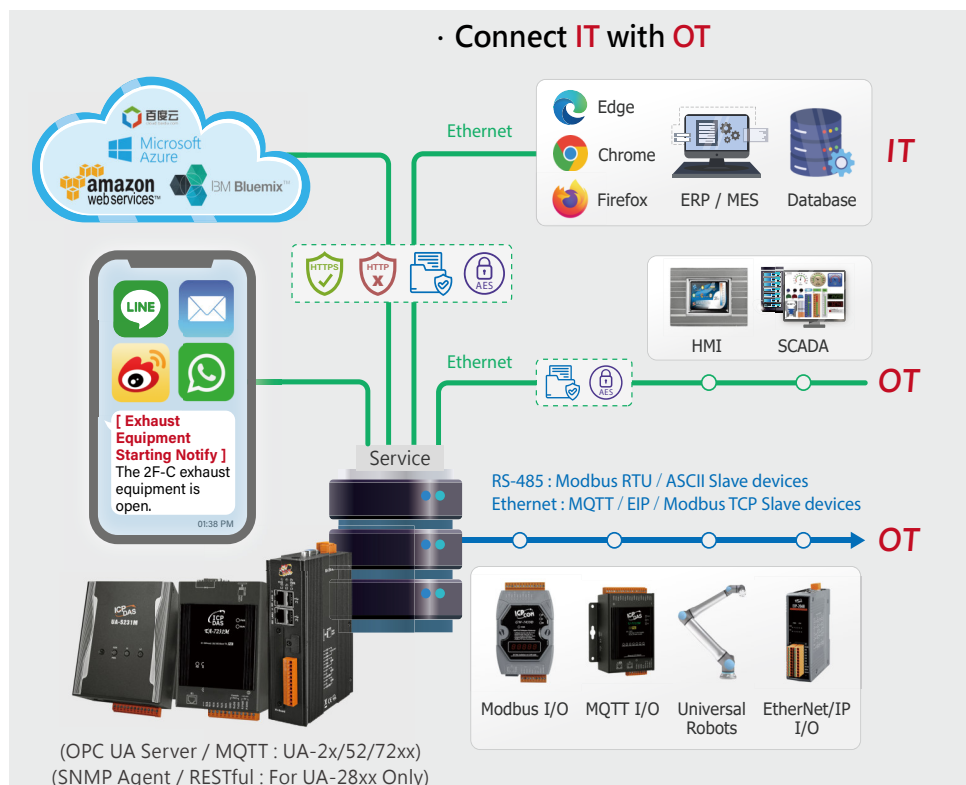 · Connect IT with OT
百度云
Microsoft
Azure
amazon
web services™
IBM Bluemix™
Ethernet
Edge
Chrome
Firefox
ERP / MES
Database
IT
HTTPS
HTTP
AES
LINE
[ Exhaust
Equipment
Starting Notify ]
The 2F-C exhaust
equipment is
open.
01:38 PM
HMI
SCADA
Ethernet
AES
OT
Service
RS-485 : Modbus RTU / ASCII Slave devices
Ethernet : MQTT / EIP / Modbus TCP Slave devices
OT
ICP DAS
UA-5231M
ICP
DAS
Modbus I/O
MQTT I/O
Universal
Robots
EtherNet/IP
I/O
(OPC UA Server / MQTT : UA-2x/52/72xx)
(SNMP Agent / RESTful : For UA-28xx Only)